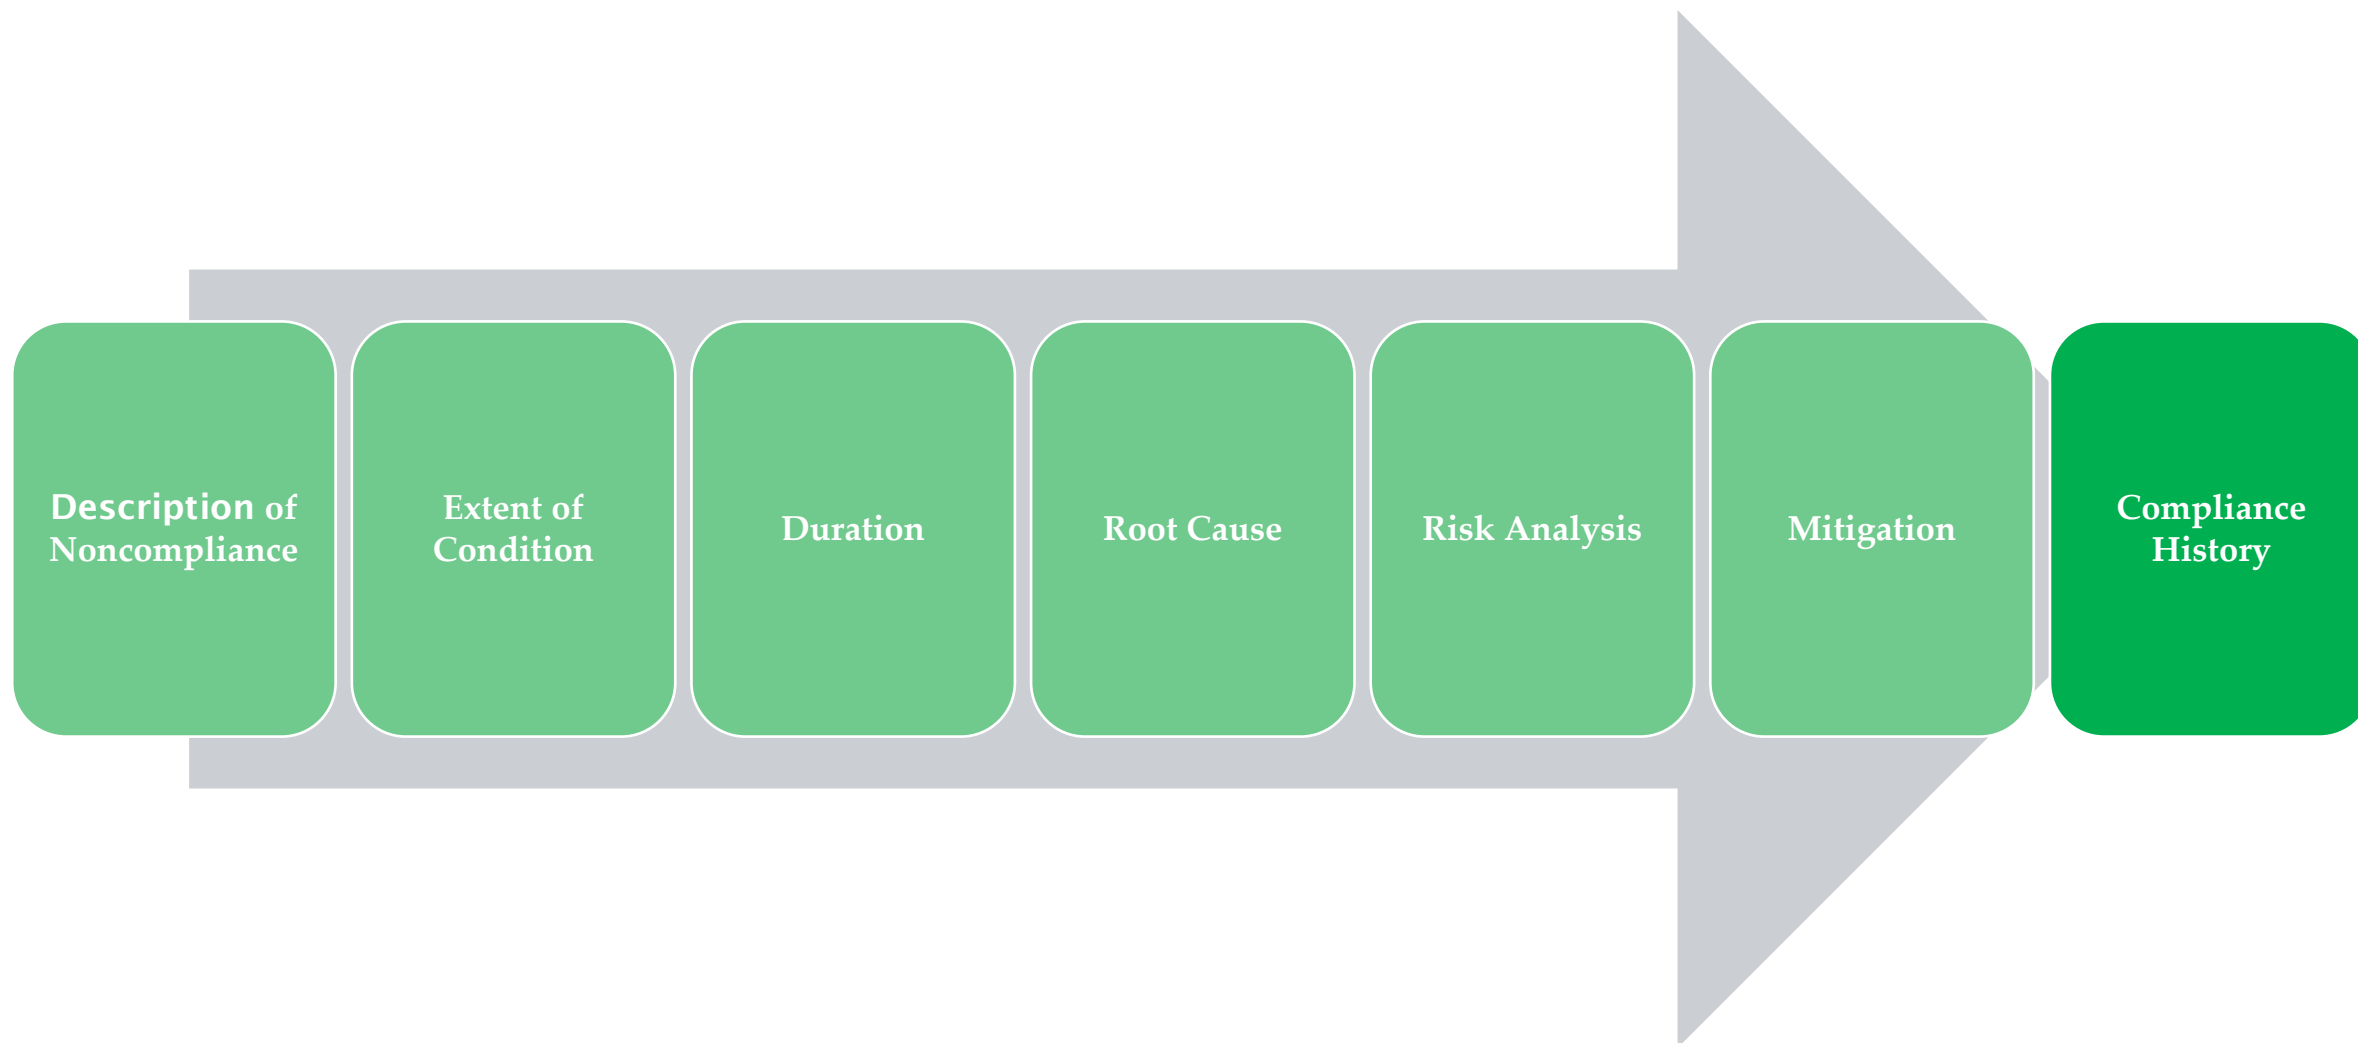 Description of
Noncompliance
Extent of
Condition
Duration
Root Cause
Risk Analysis
Mitigation
Compliance
History